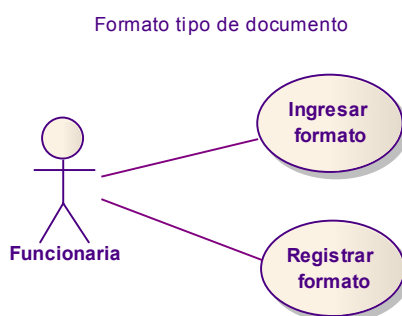 Formato tipo de documento
Ingresar
formato
Funcionaria
Registrar
formato